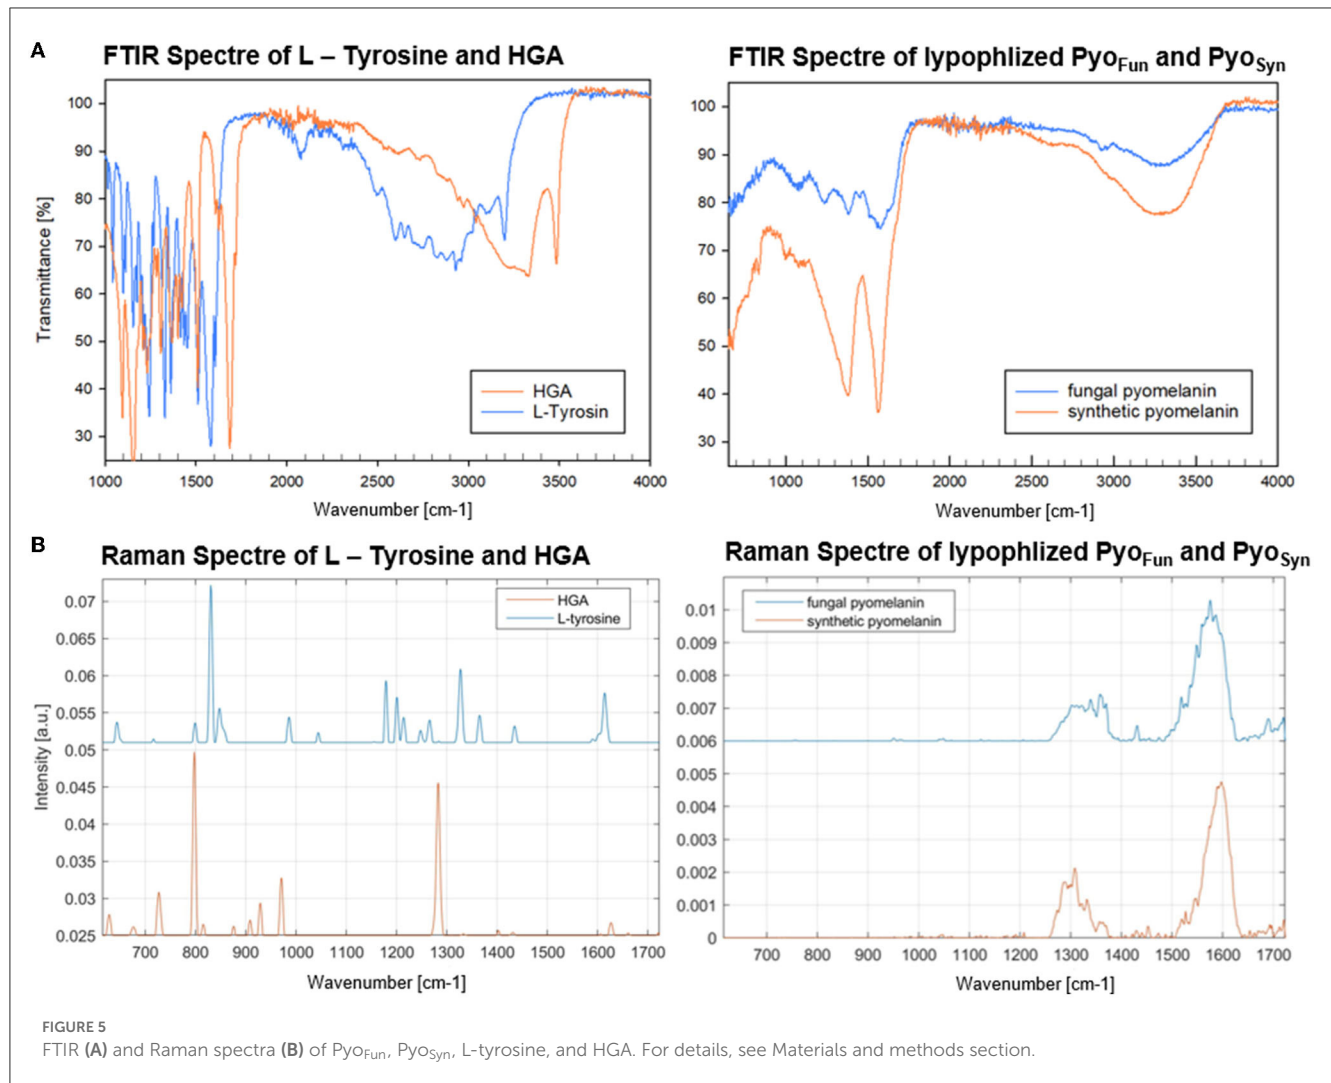 A
FTIR Spectre of L – Tyrosine and HGA
FTIR Spectre of lypophlized PyoFun and PyoSyn
Transmittance [%]
100
90
80
70
60
50
40
30
HGA
L-Tyrosin
1000 1500 2000 2500 3000 3500 4000
Wavenumber [cm-1]
100
90
80
70
60
50
40
30
fungal pyomelanin
synthetic pyomelanin
1000 1500 2000 2500 3000 3500 4000
Wavenumber [cm-1]
B
Raman Spectre of L – Tyrosine and HGA
Raman Spectre of lypophlized PyoFun and PyoSyn
Intensity [a.u.]
0.07
0.065
0.06
0.055
0.05
0.045
0.04
0.035
0.03
0.025
HGA
L-tyrosine
700 800 900 1000 1100 1200 1300 1400 1500 1600 1700
Wavenumber [cm-1]
0.01
0.009
0.008
0.007
0.006
0.005
0.004
0.003
0.002
0.001
0
fungal pyomelanin
synthetic pyomelanin
700 800 900 1000 1100 1200 1300 1400 1500 1600 1700
Wavenumber [cm-1]
FIGURE 5
FTIR (A) and Raman spectra (B) of PyoFun, PyoSyn, L-tyrosine, and HGA. For details, see Materials and methods section.